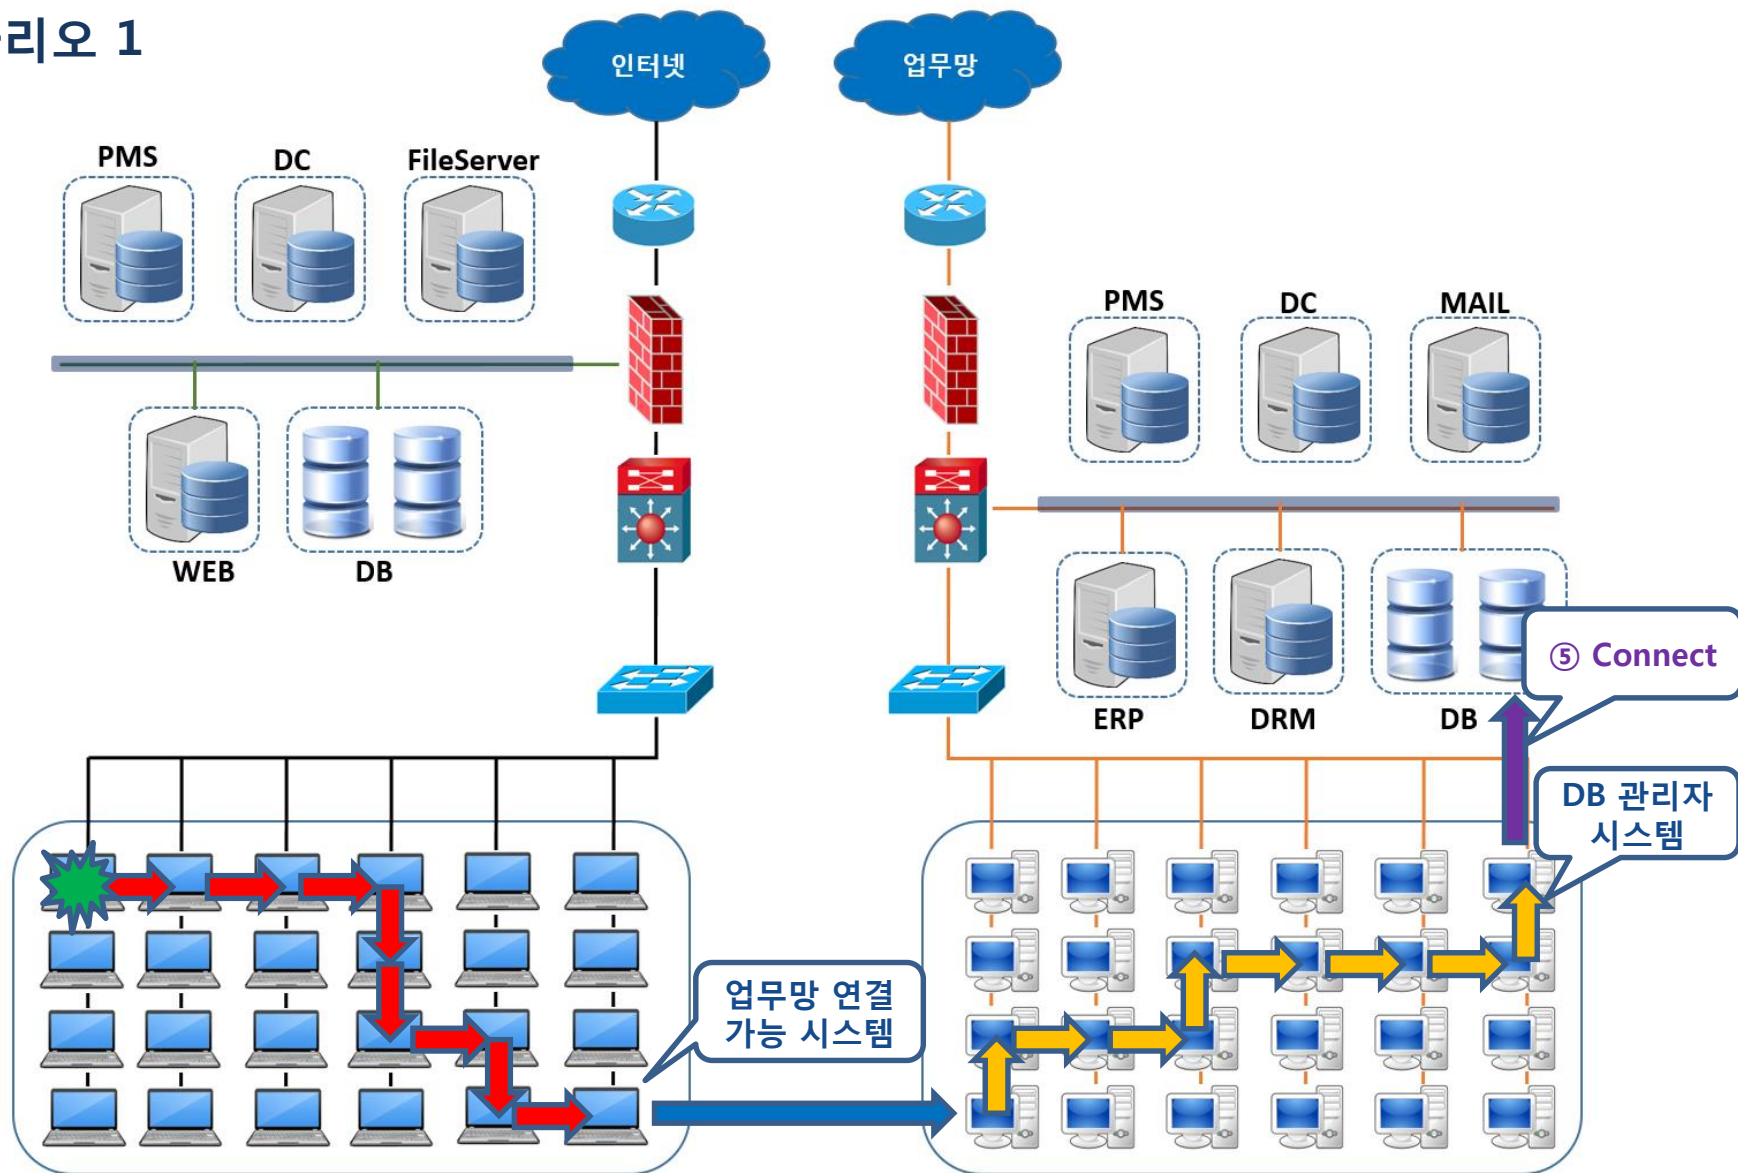 리오 1
인터넷
업무망
PMS
DC
FileServer
WEB
DB
PMS
DC
MAIL
ERP
DRM
DB
⑤ Connect
DB 관리자
시스템
업무망 연결
가능 시스템